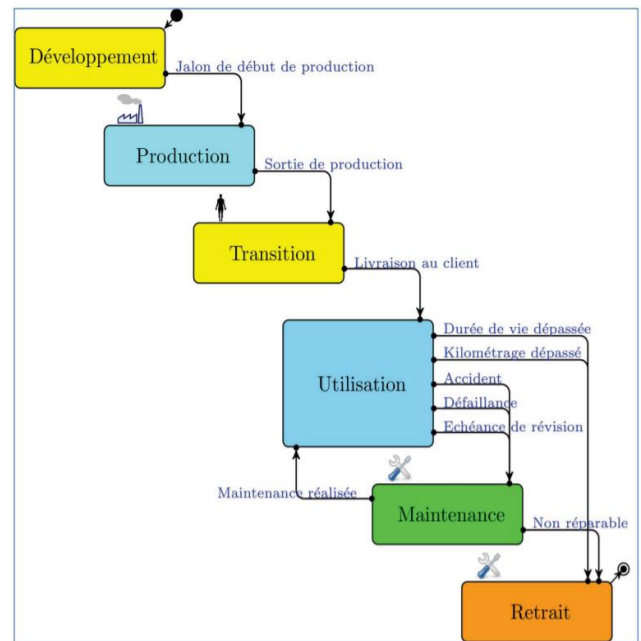 Développement
Jalon de début de production
Production
Sortie de production
Transition
Livraison au client
Durée de vie dépassée
Kilométrage dépassé
Utilisation
Accident
Défaillance
Echéance de révision
Maintenance réalisée
Maintenance
Non réparable
Retrait